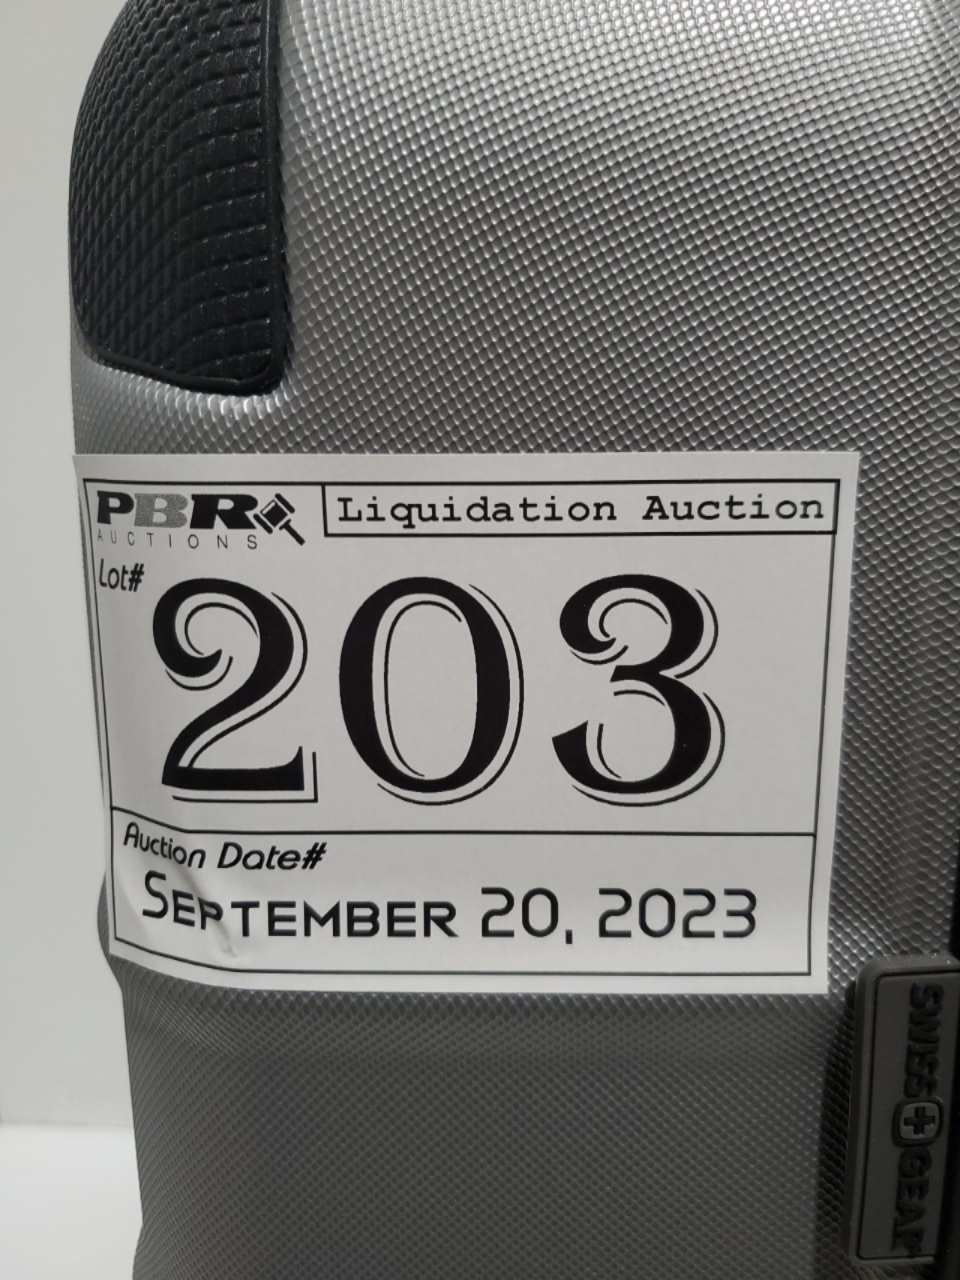 PBR
AUCTIONS
Liquidation Auction
Lot#
203
Auction Date#
SEPTEMBER 20, 2023
SWISS GEAR